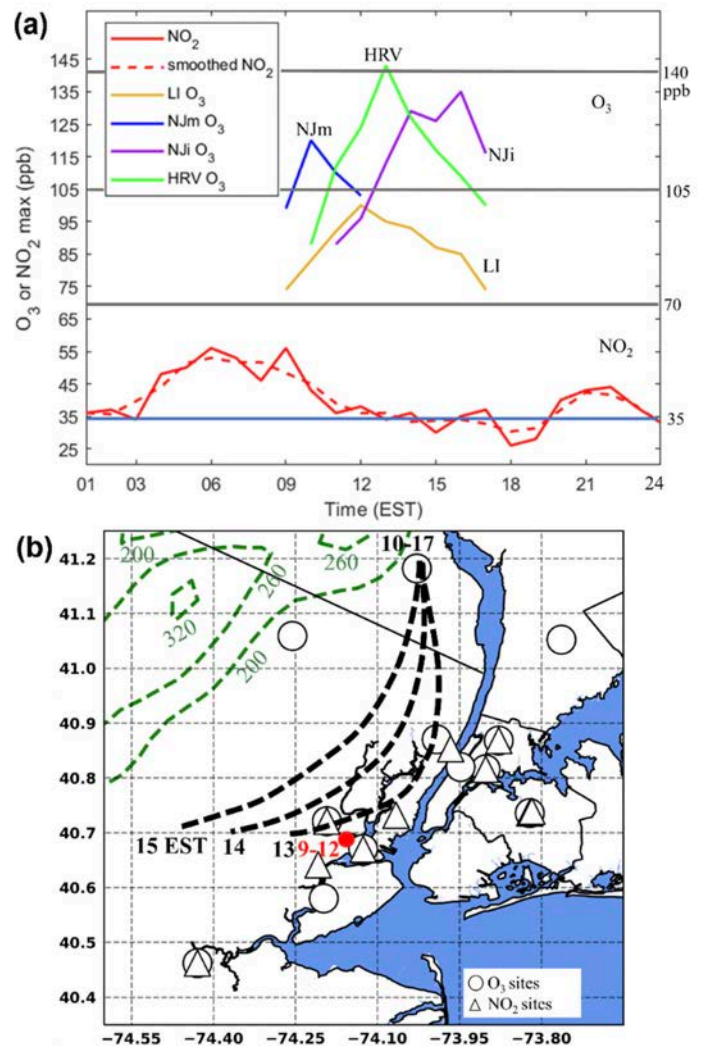 (a)
NO2
smoothed NO2
LI O3
NJm O3
NJi O3
HRV O3
HRV
NJm
NJi
LI
O3
NO2
140
ppb
105
70
35
O3 or NO2 max (ppb)
145
135
125
115
105
95
85
75
65
55
45
35
25
01 03 06 09 12 15 18 21 24
Time (EST)
(b)
41.2
41.1
41.0
40.9
40.8
40.7
40.6
40.5
40.4
200
260
260
320
200
10-17
15 EST 14 13 9-12
O3 sites
NO2 sites
−74.55 −74.40 −74.25 −74.10 −73.95 −73.80